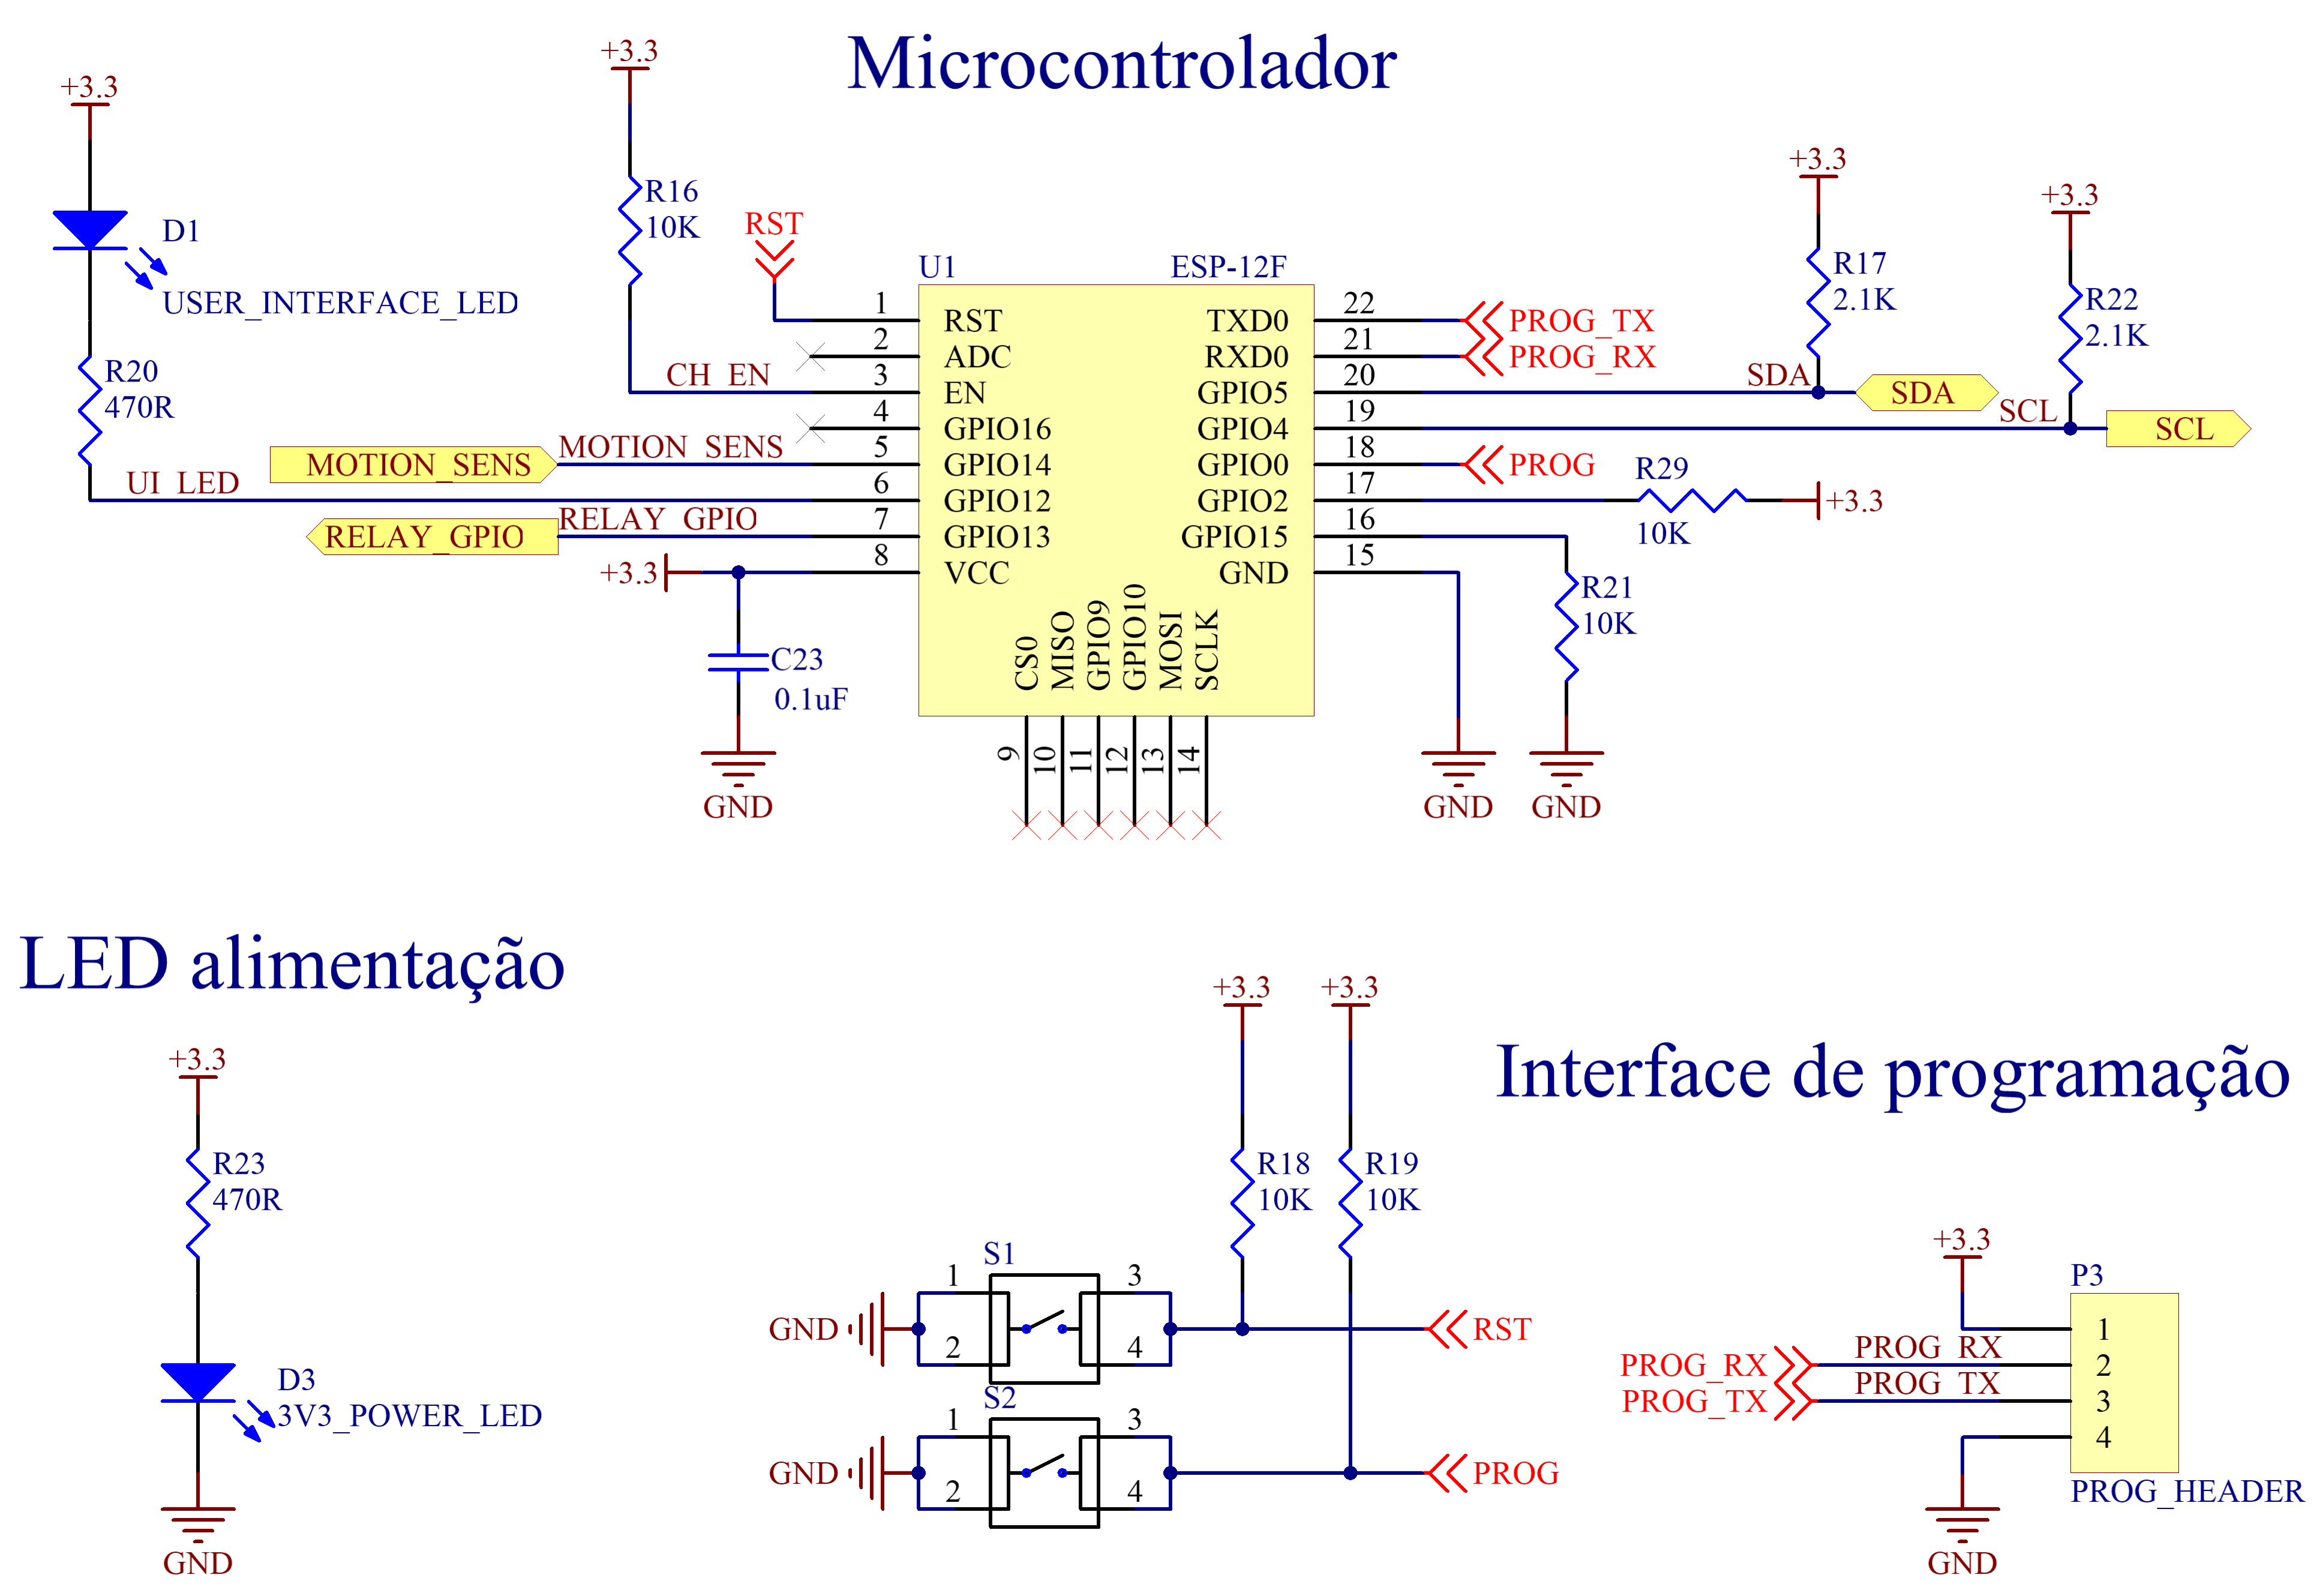 Microcontrolador
+3.3
D1
USER_INTERFACE_LED
R20
470R
UI_LED
+3.3
R16
10K
RST
CH_EN
MOTION_SENS
MOTION_SENS
RELAY_GPIO
RELAY_GPIO
+3.3
C23
0.1uF
GND
U1
ESP-12F
1
RST
2
ADC
3
EN
4
GPIO16
5
GPIO14
6
GPIO12
7
GPIO13
8
VCC
CS0
MISO
GPIO9
GPIO10
MOSI
SCLK
9
10
11
12
13
14
TXD0
22
PROG_TX
RXD0
21
PROG_RX
GPIO5
20
GPIO4
19
GPIO0
18
PROG
GPIO2
17
GPIO15
16
GND
15
+3.3
R17
2.1K
SDA
SDA
+3.3
R22
2.1K
SCL
SCL
R29
10K
+3.3
R21
10K
GND
GND
LED alimentação
+3.3
R23
470R
D3
3V3_POWER_LED
GND
Interface de programação
+3.3
+3.3
R18
10K
R19
10K
S1
1
3
GND
RST
2
4
S2
1
3
GND
PROG
2
4
+3.3
P3
1
PROG_RX
PROG_RX
2
PROG_TX
PROG_TX
3
4
PROG_HEADER
GND